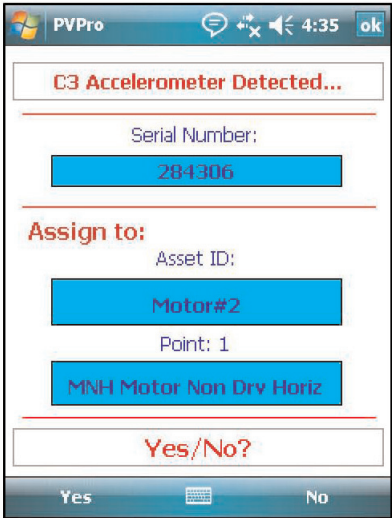 PVPro 4:35 ok
C3 Accelerometer Detected...
Serial Number:
284306
Assign to:
Asset ID:
Motor#2
Point: 1
MNH Motor Non Drv Horiz
Yes/No?
Yes No